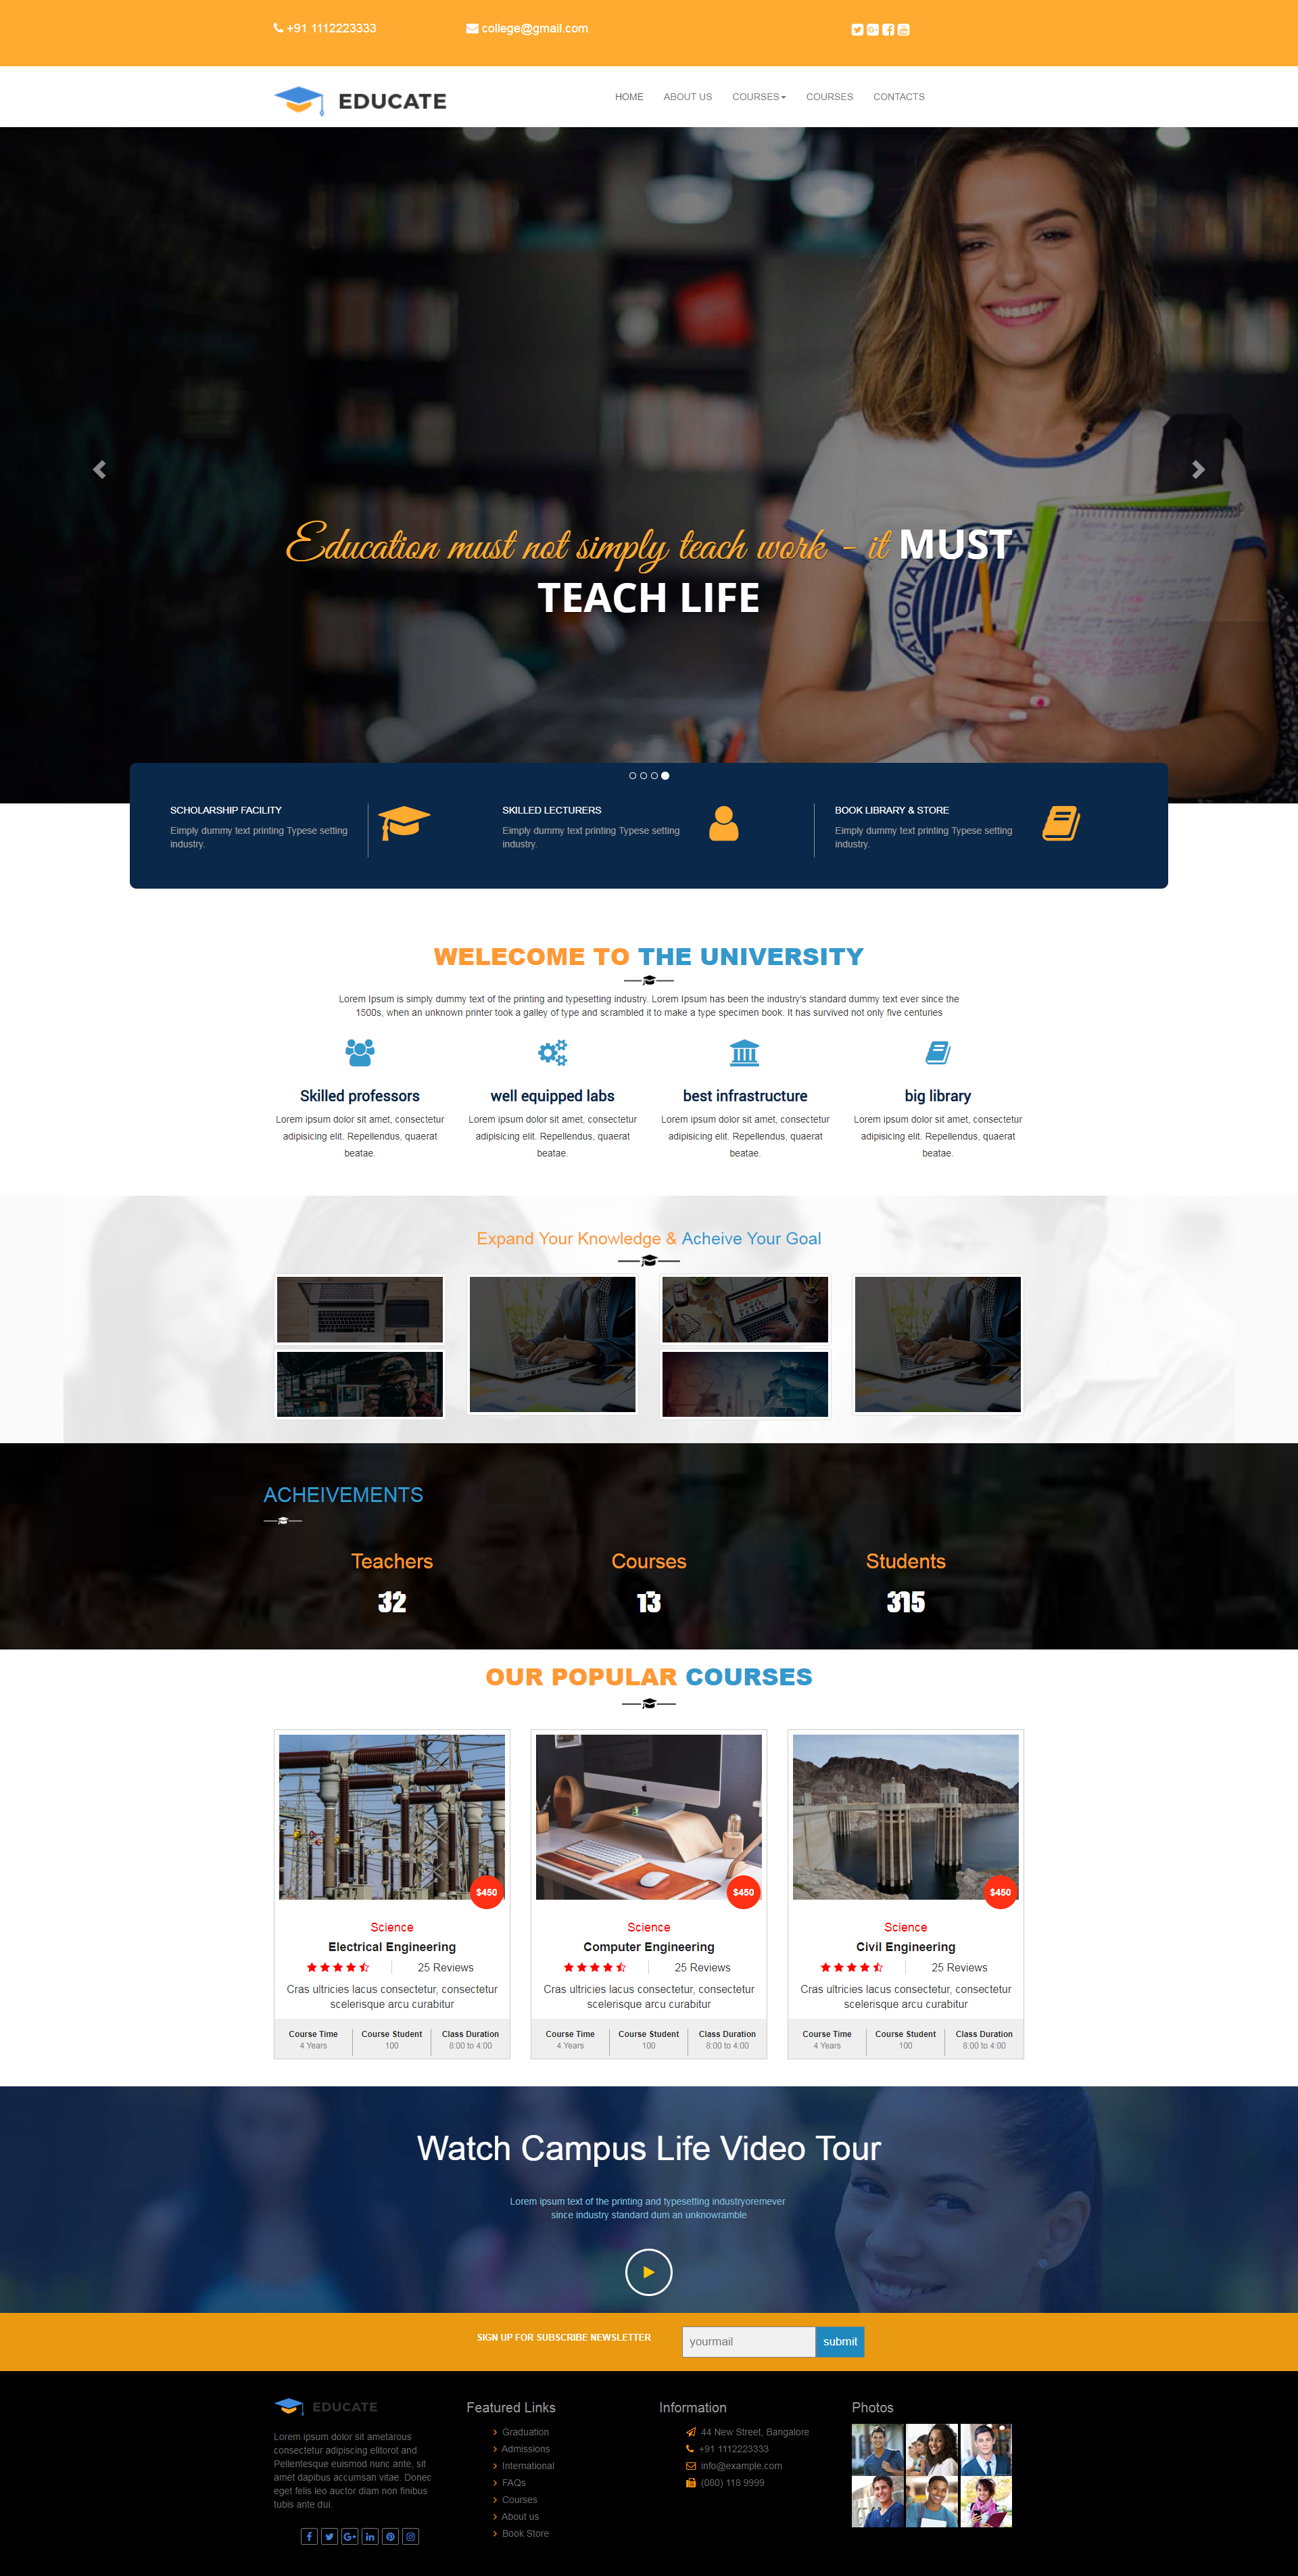 +91 1112223333 college@gmail.com
EDUCATE HOME ABOUT US COURSES COURSES CONTACTS
Education must not simply teach work - it MUST
TEACH LIFE
SCHOLARSHIP FACILITY
Eimply dummy text printing Typese setting
industry.
SKILLED LECTURERS
Eimply dummy text printing Typese setting
industry.
BOOK LIBRARY & STORE
Eimply dummy text printing Typese setting
industry.
WELECOME TO THE UNIVERSITY
Lorem Ipsum is simply dummy text of the printing and typesetting industry. Lorem Ipsum has been the industry's standard dummy text ever since the
1500s, when an unknown printer took a galley of type and scrambled it to make a type specimen book. It has survived not only five centuries
Skilled professors
Lorem ipsum dolor sit amet, consectetur
adipisicing elit. Repellendus, quaerat
beatae.
well equipped labs
Lorem ipsum dolor sit amet, consectetur
adipisicing elit. Repellendus, quaerat
beatae.
best infrastructure
Lorem ipsum dolor sit amet, consectetur
adipisicing elit. Repellendus, quaerat
beatae.
big library
Lorem ipsum dolor sit amet, consectetur
adipisicing elit. Repellendus, quaerat
beatae.
Expand Your Knowledge & Acheive Your Goal
ACHEIVEMENTS
Teachers
32
Courses
13
Students
315
OUR POPULAR COURSES
$450
Science
Electrical Engineering
25 Reviews
Cras ultricies lacus consectetur, consectetur
scelerisque arcu curabitur
Course Time Course Student Class Duration
4 Years 100 8:00 to 4:00
$450
Science
Computer Engineering
25 Reviews
Cras ultricies lacus consectetur, consectetur
scelerisque arcu curabitur
Course Time Course Student Class Duration
4 Years 100 8:00 to 4:00
$450
Science
Civil Engineering
25 Reviews
Cras ultricies lacus consectetur, consectetur
scelerisque arcu curabitur
Course Time Course Student Class Duration
4 Years 100 8:00 to 4:00
Watch Campus Life Video Tour
Lorem ipsum text of the printing and typesetting industryoremever
since industry standard dum an unknowramble
SIGN UP FOR SUBSCRIBE NEWSLETTER yourmail submit
EDUCATE
Lorem ipsum dolor sit ametarous
consectetur adipiscing elitorot and
Pellentesque euismod nunc ante, sit
amet dapibus accumsan vitae. Donec
eget felis leo auctor diam non finibus
tubis ante dui.
Featured Links
Graduation
Admissions
International
FAQs
Courses
About us
Book Store
Information
44 New Street, Bangalore
+91 1112223333
info@example.com
(080) 118 9999
Photos